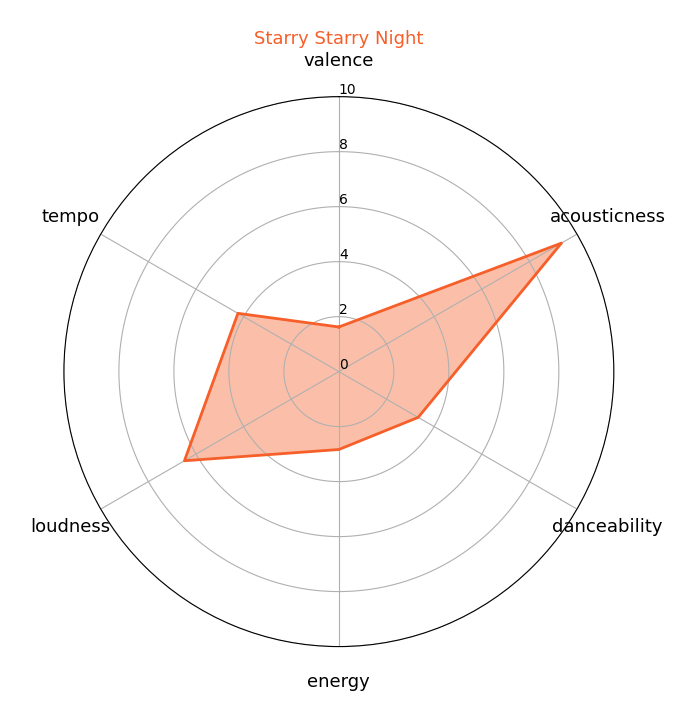 Starry Starry Night
valence
10
8
6
4
2
0
tempo
acousticness
loudness
danceability
energy